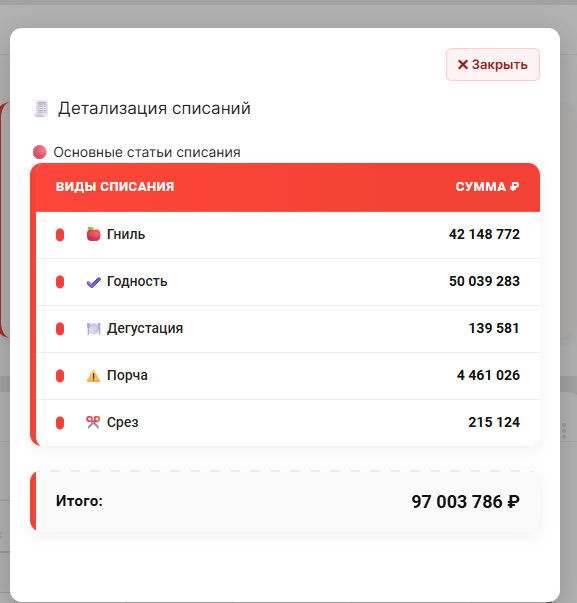 Закрыть
Детализация списаний
Основные статьи списания
ВИДЫ СПИСАНИЯ СУММА ₽
Гниль 42 148 772
Годность 50 039 283
Дегустация 139 581
Порча 4 461 026
Срез 215 124
Итого: 97 003 786 ₽